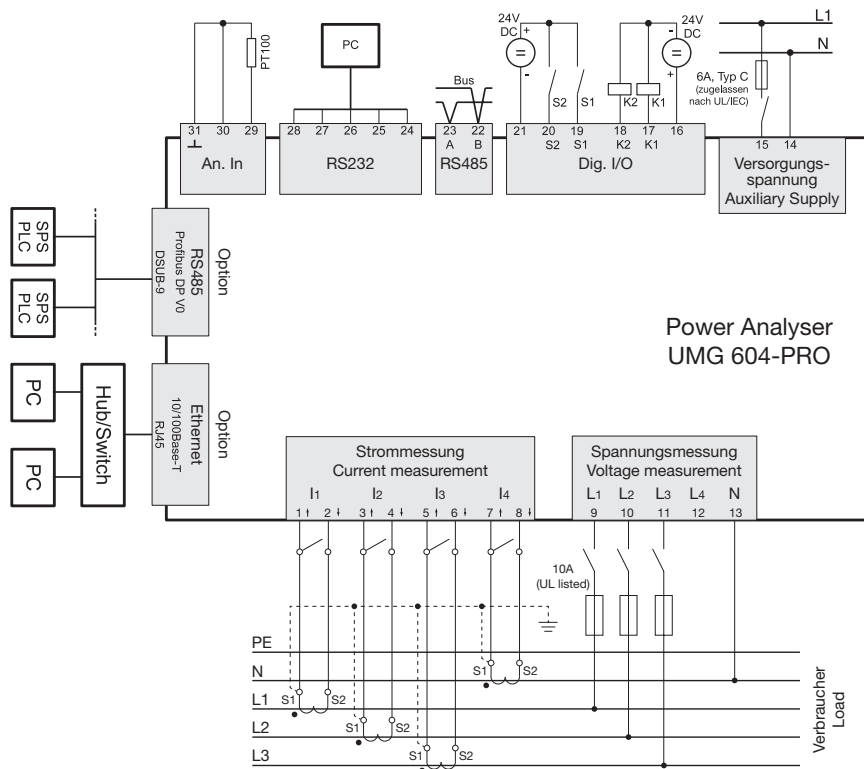 24V
DC
+
-
24V
DC
-
+
L1
N
PT100
PC
Bus
S2
S1
K2
K1
6A, Typ C
(zugelassen
nach UL/IEC)
31 30 29
An. In
28 27 26 25 24
RS232
23 22
A B
RS485
21 20 19 18 17 16
S2 S1 K2 K1
Dig. I/O
15 14
Versorgungs-
spannung
Auxiliary Supply
SPS
PLC
SPS
PLC
RS485
Profibus DP V0
DSUB-9
Option
Power Analyser
UMG 604-PRO
PC
PC
Hub/Switch
Ethernet
10/100Base-T
RJ45
Option
Strommessung
Current measurement
I1 I2 I3 I4
1 2 3 4 5 6 7 8
Spannungsmessung
Voltage measurement
L1 L2 L3 L4 N
9 10 11 12 13
10A
(UL listed)
PE
N
L1
L2
L3
S1 S2
S1 S2
S1 S2
S1 S2
Verbraucher
Load